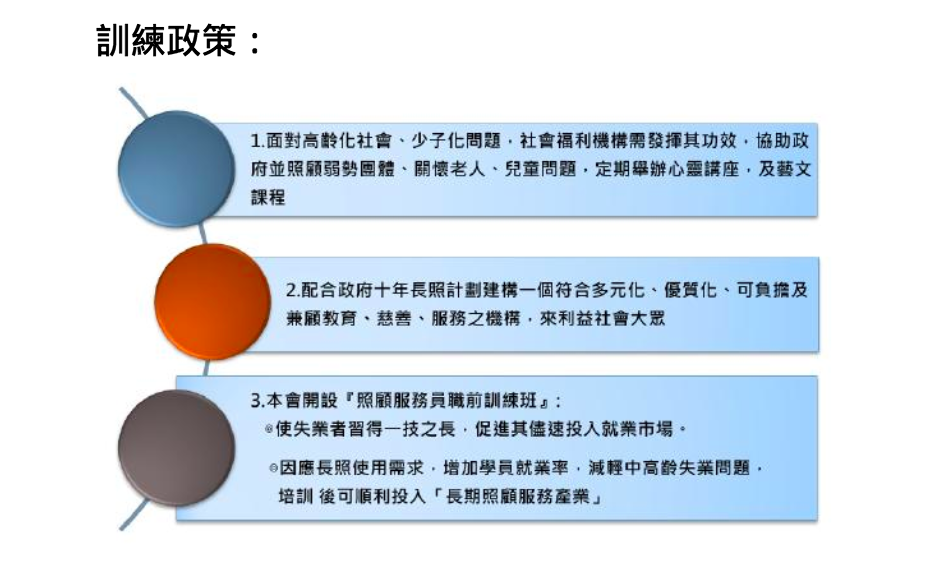 訓練政策：
1.面對高齡化社會、少子化問題，社會福利機構需發揮其功效，協助政
府並照顧弱勢團體、關懷老人、兒童問題，定期舉辦心靈講座，及藝文
課程
2.配合政府十年長照計劃建構一個符合多元化、優質化、可負擔及
兼顧教育、慈善、服務之機構，來利益社會大眾
3.本會開設『照顧服務員職前訓練班』:
◎使失業者習得一技之長，促進其儘速投入就業市場。
◎因應長照使用需求，增加學員就業率，減輕中高齡失業問題，
培訓 後可順利投入「長期照顧服務產業」